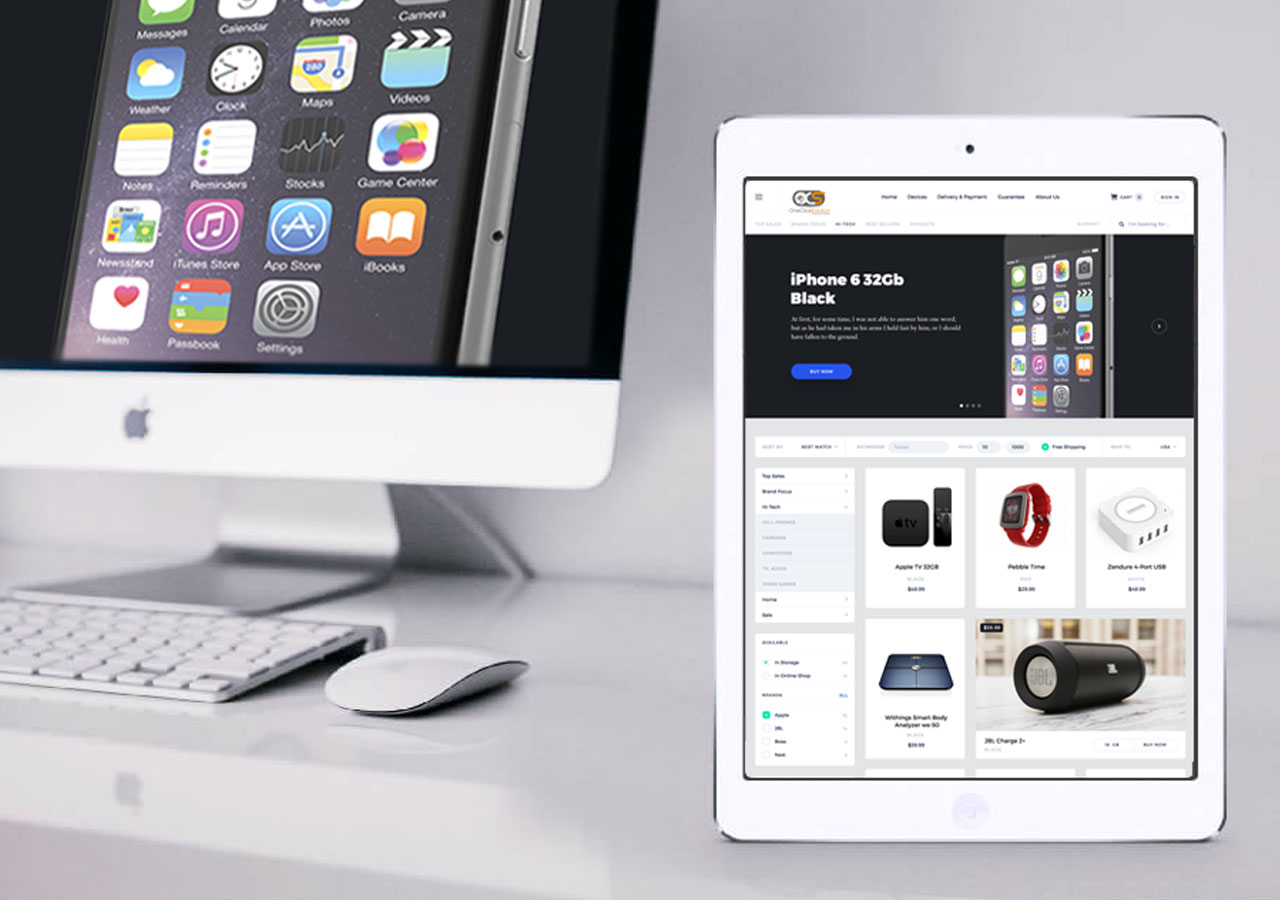 Messages
Calendar
Photos
Camera
Weather
Clock
Maps
Videos
280
Notes
Reminders
Stocks
Game Center
Newsstand
iTunes Store
App Store
iBooks
Health
Passbook
Settings
OCS
OneClick
Home Devices Delivery & Payment Guarantee About Us
CART
SIGN IN
TOP SALES BRAND FOCUS HI-TECH BEST SELLERS PROJECTS
SUPPORT
I'm looking for ...
iPhone 6 32Gb
Black
At first, for some time, I was not able to answer him one word;
but as he had taken me in his arms I held fast by him, or I should
have fallen to the ground.
BUY NOW
SORT BY BEST MATCH KEYWORDS PRICE 10 - 1000 Free Shipping SHIP TO: USA
Top Sales
Brand Focus
Hi Tech
CELL PHONES
CAMERAS
COMPUTERS
TV, AUDIO
VIDEO GAMES
Home
Sale
tv
Apple TV 32GB
BLACK
$49.99
Pebble Time
RED
$29.99
Zendure 4-Port USB
WHITE
$49.99
AVAILABLE
In Storage
In Online Shop
BRANDS ALL
Apple
JBL
Bose
Nest
Withings Smart Body
Analyzer ws-50
BLACK
$39.99
$29.99
JBL
JBL
JBL Charge 2+
BLACK
BUY NOW